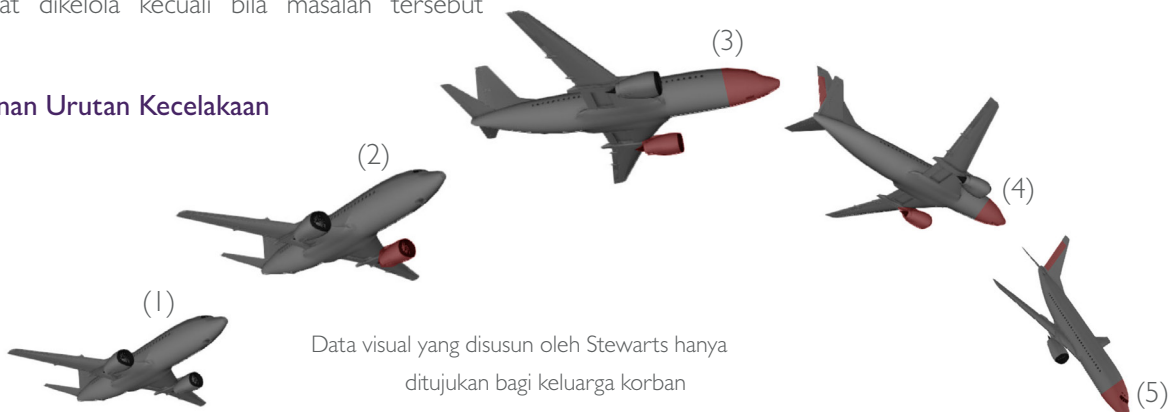 at dikelola kecuali bila masalah tersebut
(3)
Urutan Kecelakaan
(2)
(4)
(1)
Data visual yang disusun oleh Stewarts hanya
ditujukan bagi keluarga korban
(5)